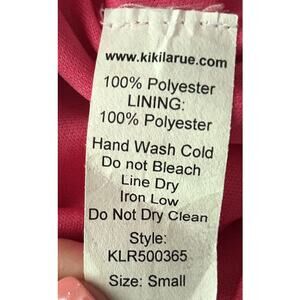 www.kikilarue.com
100% Polyester
LINING:
100% Polyester
Hand Wash Cold
Do not Bleach
Line Dry
Iron Low
Do Not Dry Clean
Style:
KLR500365
Size: Small